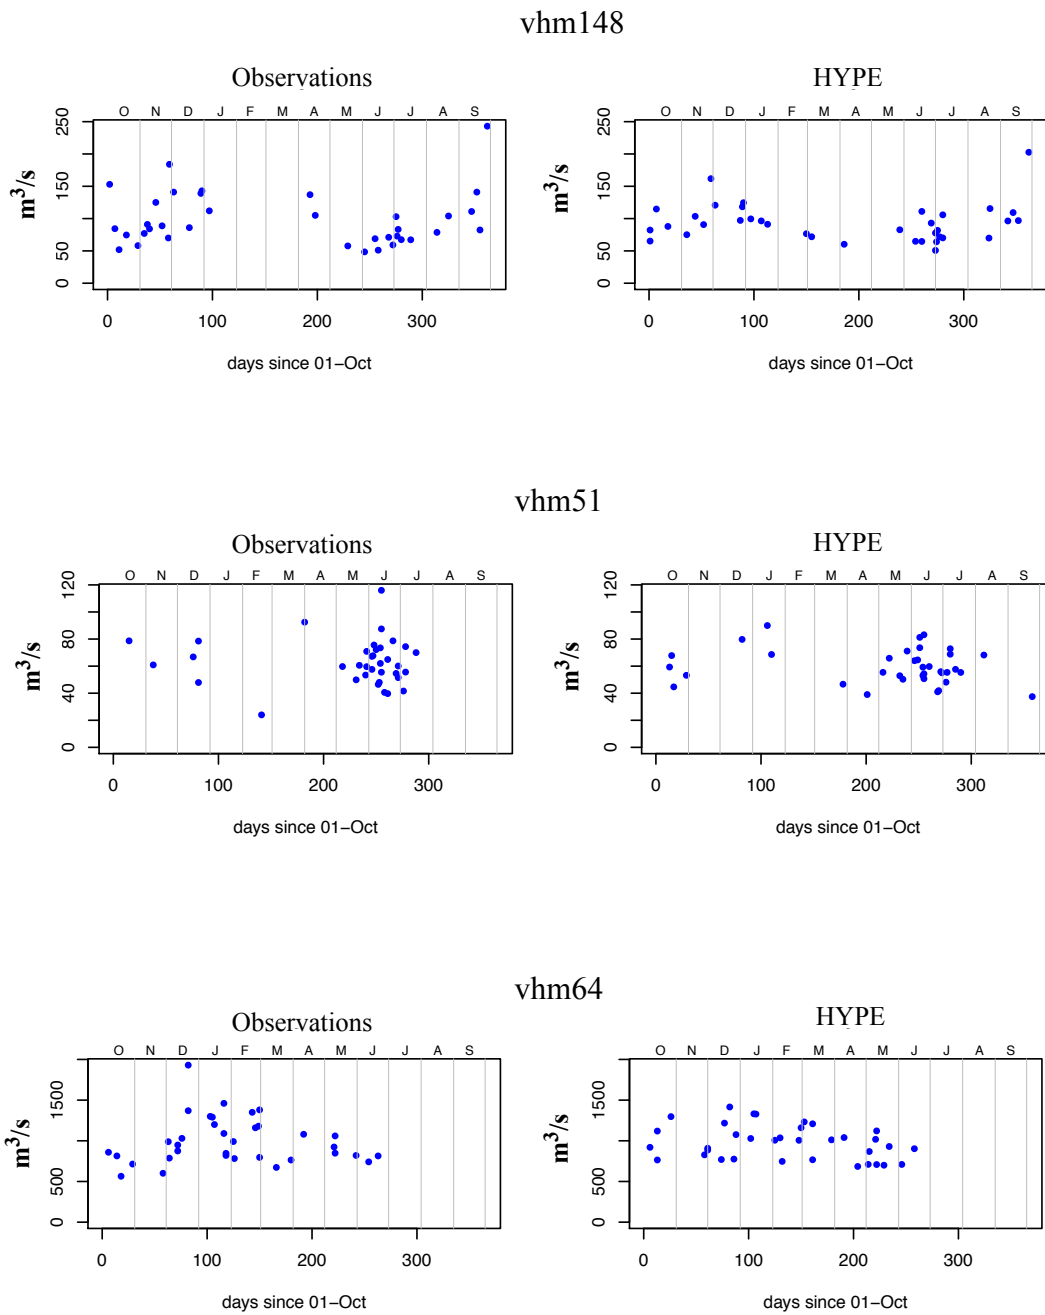 vhm148
Observations HYPE
O N D J F M A M J J A S O N D J F M A M J J A S
m³/s 0 50 150 250 m³/s 0 50 150 250
0 100 200 300 0 100 200 300
days since 01−Oct days since 01−Oct
vhm51
Observations HYPE
O N D J F M A M J J A S O N D J F M A M J J A S
m³/s 0 40 80 120 m³/s 0 40 80 120
0 100 200 300 0 100 200 300
days since 01−Oct days since 01−Oct
vhm64
Observations HYPE
O N D J F M A M J J A S O N D J F M A M J J A S
m³/s 0 500 1500 m³/s 0 500 1500
0 100 200 300 0 100 200 300
days since 01−Oct days since 01−Oct